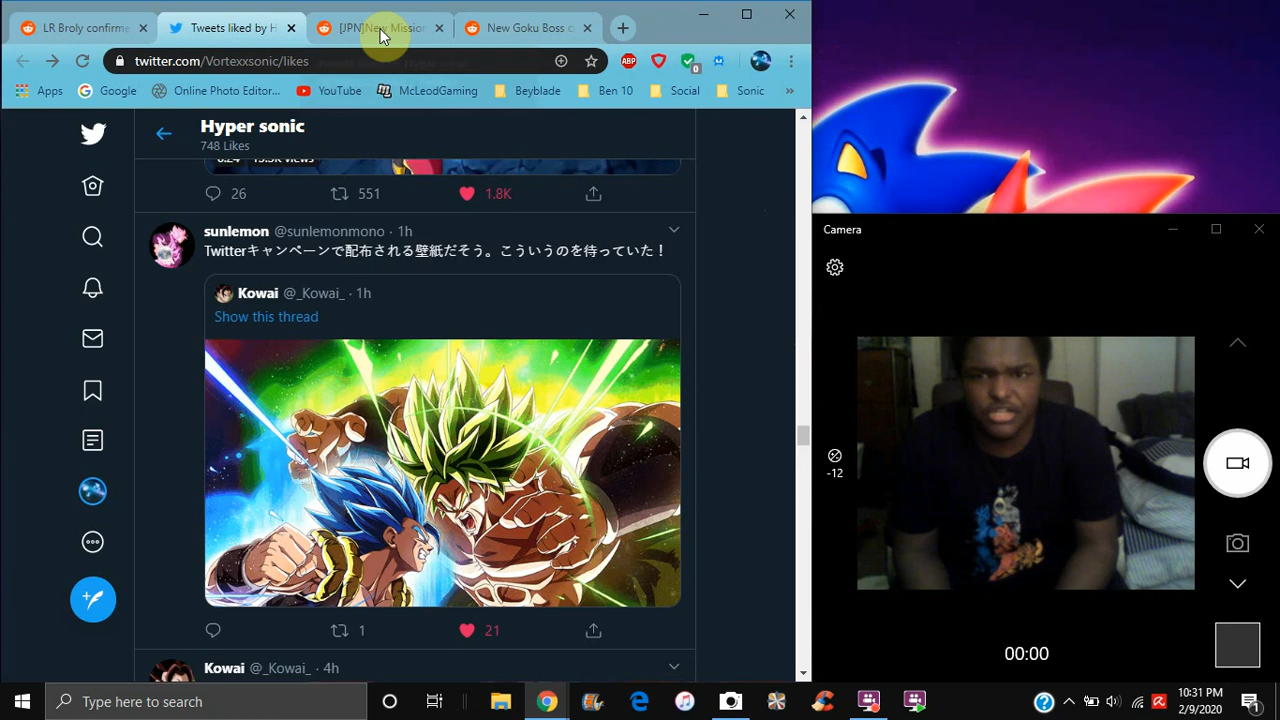 LR Broly confirme
Tweets liked by H
[JPN]New Mission
New Goku Boss c
twitter.com/Vortexxsonic/likes
ABP
0
Apps
Google
Online Photo Editor...
YouTube
McLeodGaming
Beyblade
Ben 10
Social
Sonic
»
Hyper sonic
748 Likes
26
551
1.8K
sunlemon @sunlemonmono · 1h
Twitterキャンペーンで配布される壁紙だそう。こういうのを待っていた！
Kowai @_Kowai_ · 1h
Show this thread
1
21
Kowai @_Kowai_ · 4h
Camera
-12
00:00
Type here to search
10:31 PM
2/9/2020
1